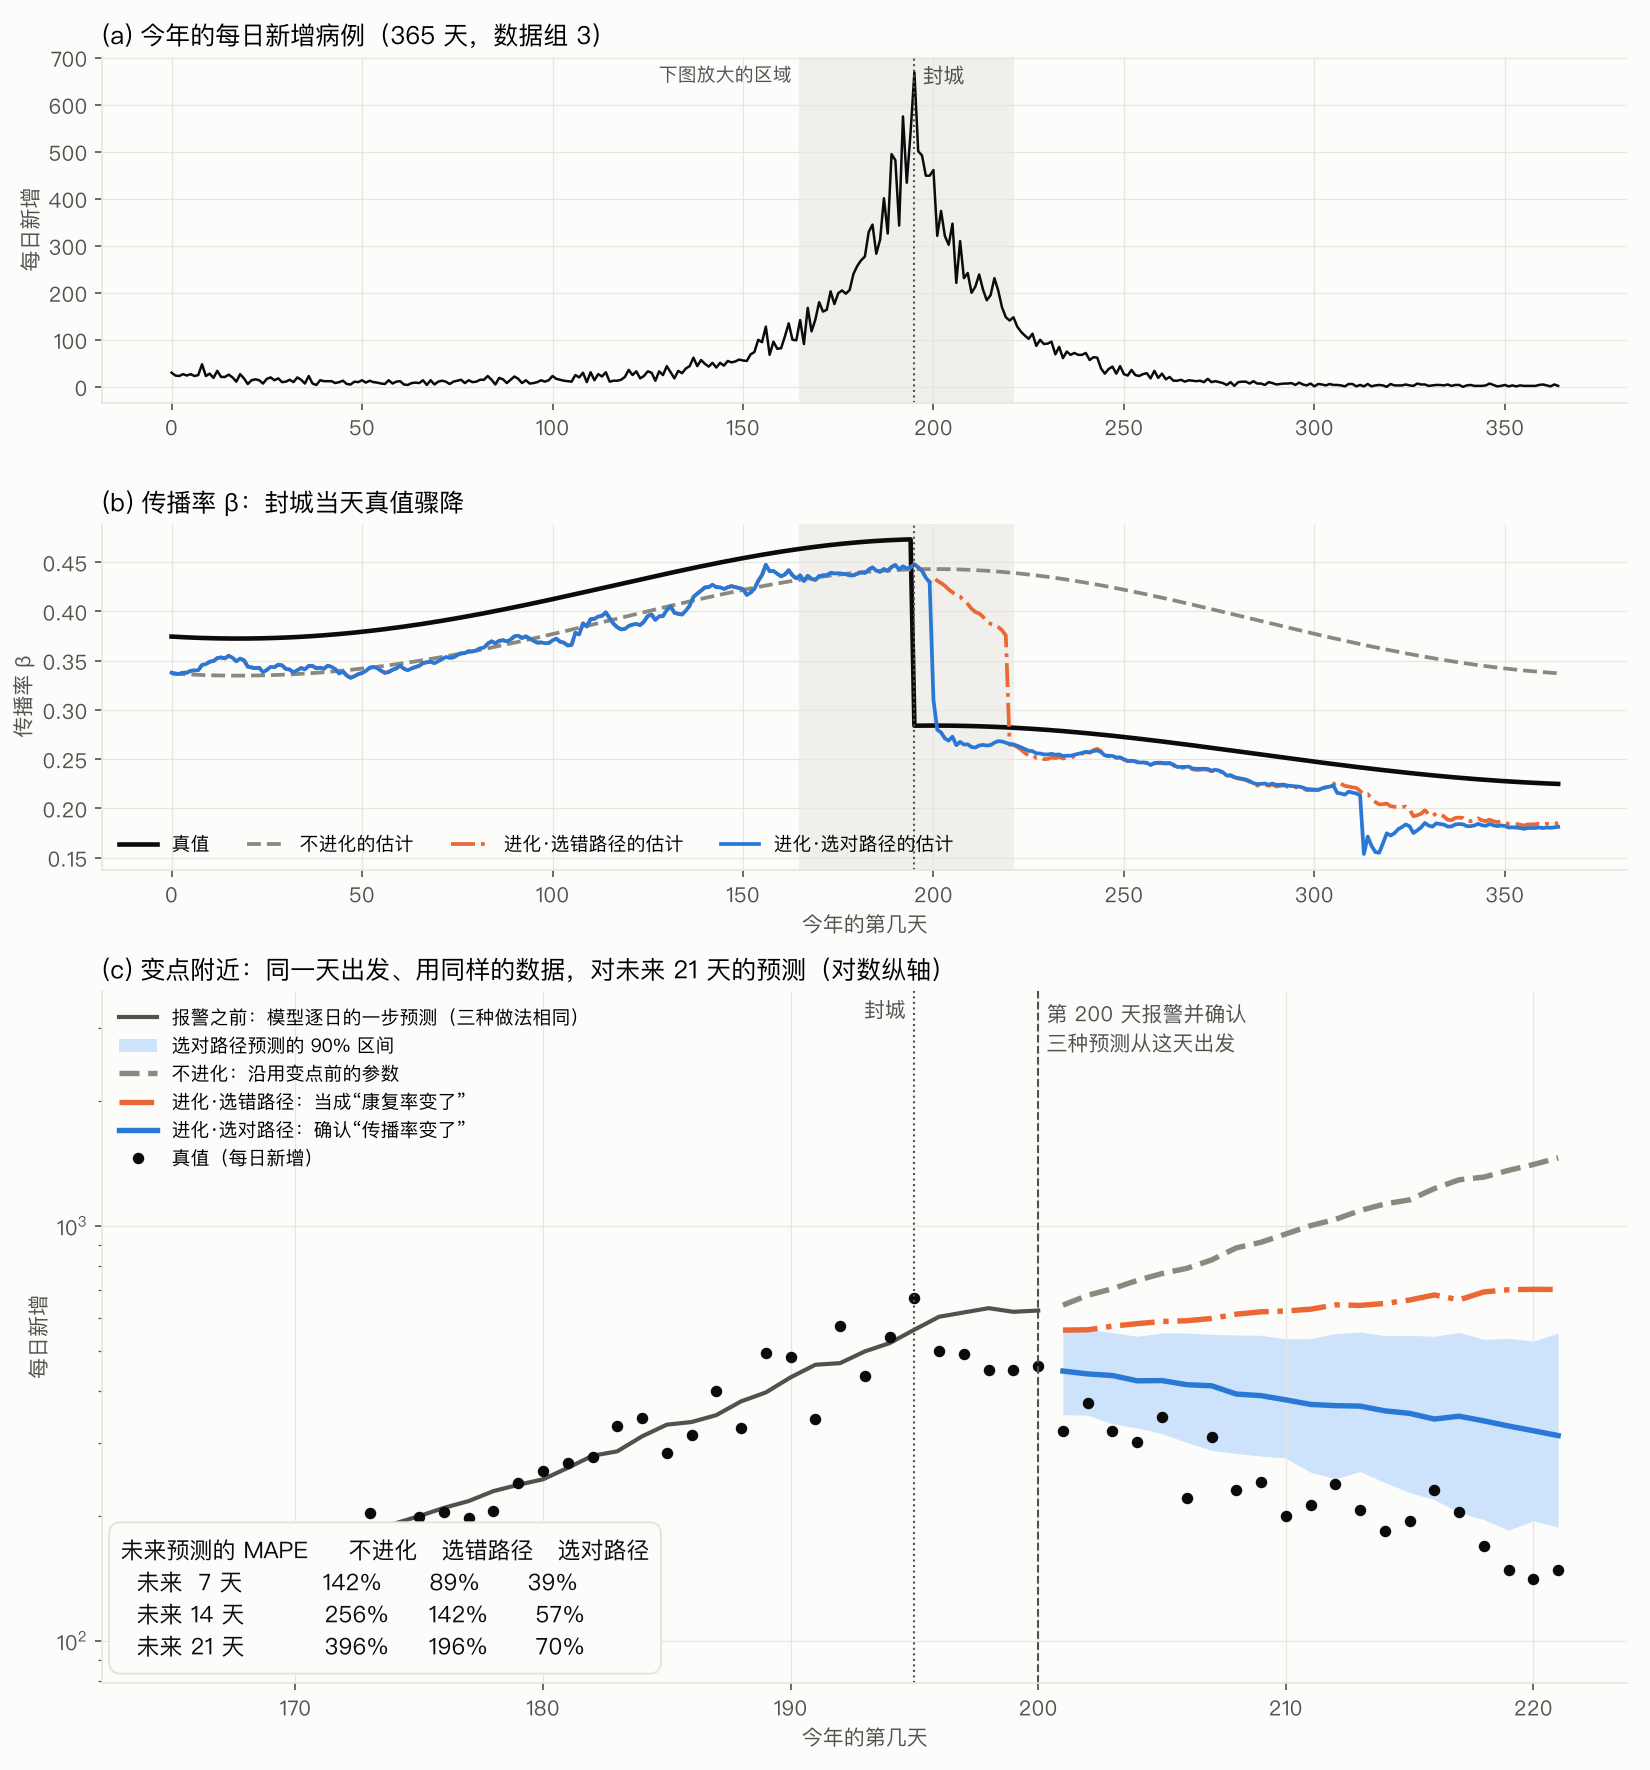 (a) 今年的每日新增病例（365 天，数据组 3）
700
600
500
400
300
200
100
0
每日新增
下图放大的区域
封城
0 50 100 150 200 250 300 350
(b) 传播率 β：封城当天真值骤降
0.45
0.40
0.35
0.30
0.25
0.20
0.15
传播率 β
真值 不进化的估计 进化·选错路径的估计 进化·选对路径的估计
0 50 100 150 200 250 300 350
今年的第几天
(c) 变点附近：同一天出发、用同样的数据，对未来 21 天的预测（对数纵轴）
报警之前：模型逐日的一步预测（三种做法相同）
选对路径预测的 90% 区间
不进化：沿用变点前的参数
进化·选错路径：当成“康复率变了”
进化·选对路径：确认“传播率变了”
真值（每日新增）
封城
第 200 天报警并确认
三种预测从这天出发
10³
10²
每日新增
未来预测的 MAPE 不进化 选错路径 选对路径
未来 7 天 142% 89% 39%
未来 14 天 256% 142% 57%
未来 21 天 396% 196% 70%
170 180 190 200 210 220
今年的第几天